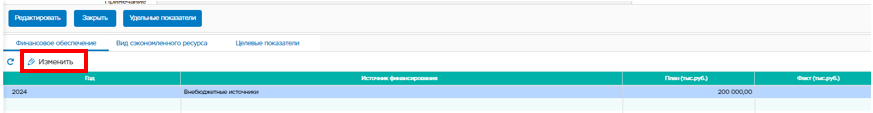 Примечание
Редактировать Закрыть Удельные показатели
Финансовое обеспечение Вид сэкономленного ресурса Целевые показатели
Изменить
Год Источник финансирования План (тыс.руб.) Факт (тыс.руб.)
2024 Внебюджетные источники 200 000,00